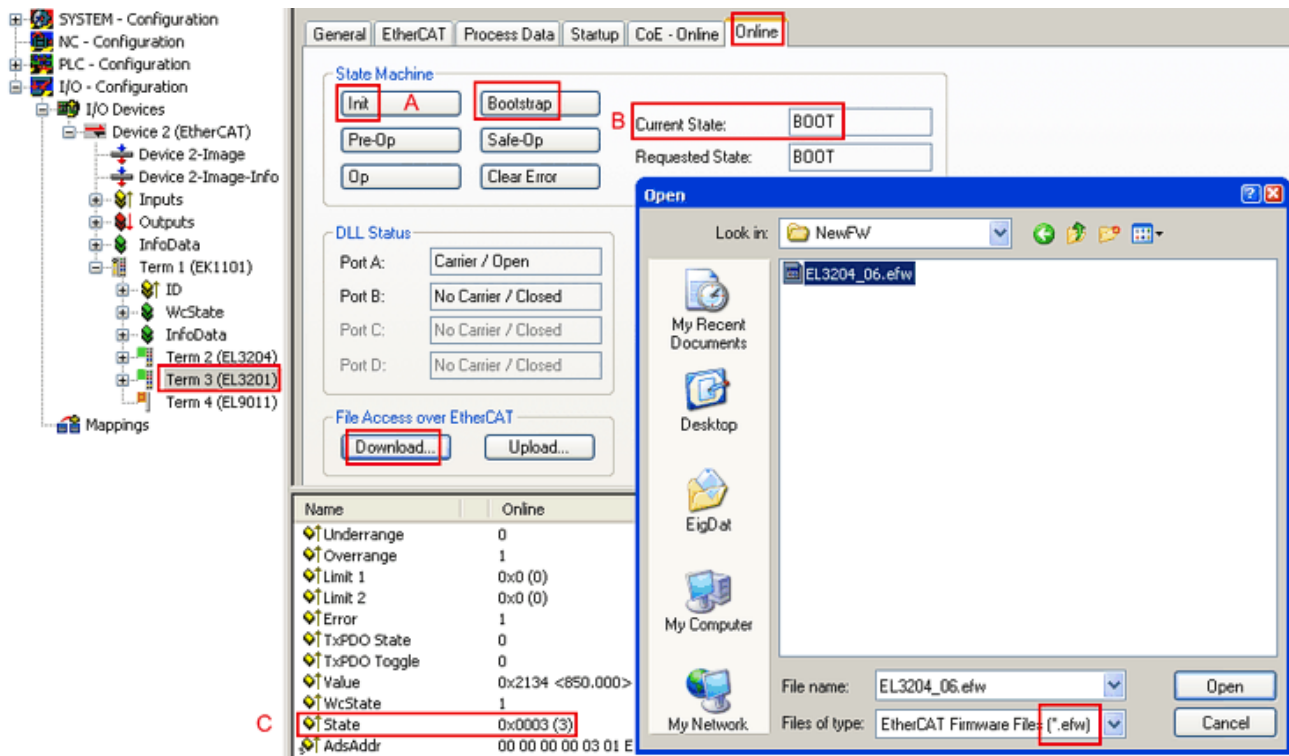 SYSTEM - Configuration
NC - Configuration
PLC - Configuration
I/O - Configuration
I/O Devices
Device 2 (EtherCAT)
Device 2-Image
Device 2-Image-Info
Inputs
Outputs
InfoData
Term 1 (EK1101)
ID
WcState
InfoData
Term 2 (EL3204)
Term 3 (EL3201)
Term 4 (EL9011)
Mappings
General EtherCAT Process Data Startup CoE - Online Online
State Machine
Init A Bootstrap
Pre-Op Safe-Op
Op Clear Error
B Current State: BOOT
Requested State: BOOT
DLL Status
Port A: Carrier / Open
Port B: No Carrier / Closed
Port C: No Carrier / Closed
Port D: No Carrier / Closed
File Access over EtherCAT
Download... Upload...
Name Online
Underrange 0
Overrange 1
Limit 1 0x0 (0)
Limit 2 0x0 (0)
Error 1
TxPDO State 0
TxPDO Toggle 0
Value 0x2134 <850.000>
WcState 1
C State 0x0003 (3)
AdsAddr 00 00 00 00 03 01 E
Open
Look in: NewFW
EL3204_06.efw
My Recent
Documents
Desktop
EigDat
My Computer
My Network
File name: EL3204_06.efw Open
Files of type: EtherCAT Firmware Files (*.efw) Cancel